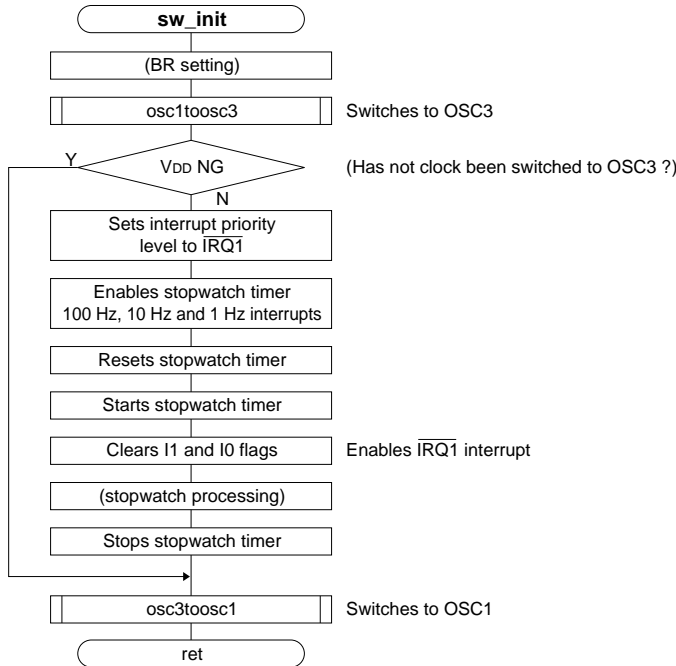 sw_init
(BR setting)
osc1toosc3 Switches to OSC3
Y VDD NG (Has not clock been switched to OSC3 ?)
N
Sets interrupt priority
level to IRQ1
Enables stopwatch timer
100 Hz, 10 Hz and 1 Hz interrupts
Resets stopwatch timer
Starts stopwatch timer
Clears I1 and I0 flags Enables IRQ1 interrupt
(stopwatch processing)
Stops stopwatch timer
osc3toosc1 Switches to OSC1
ret